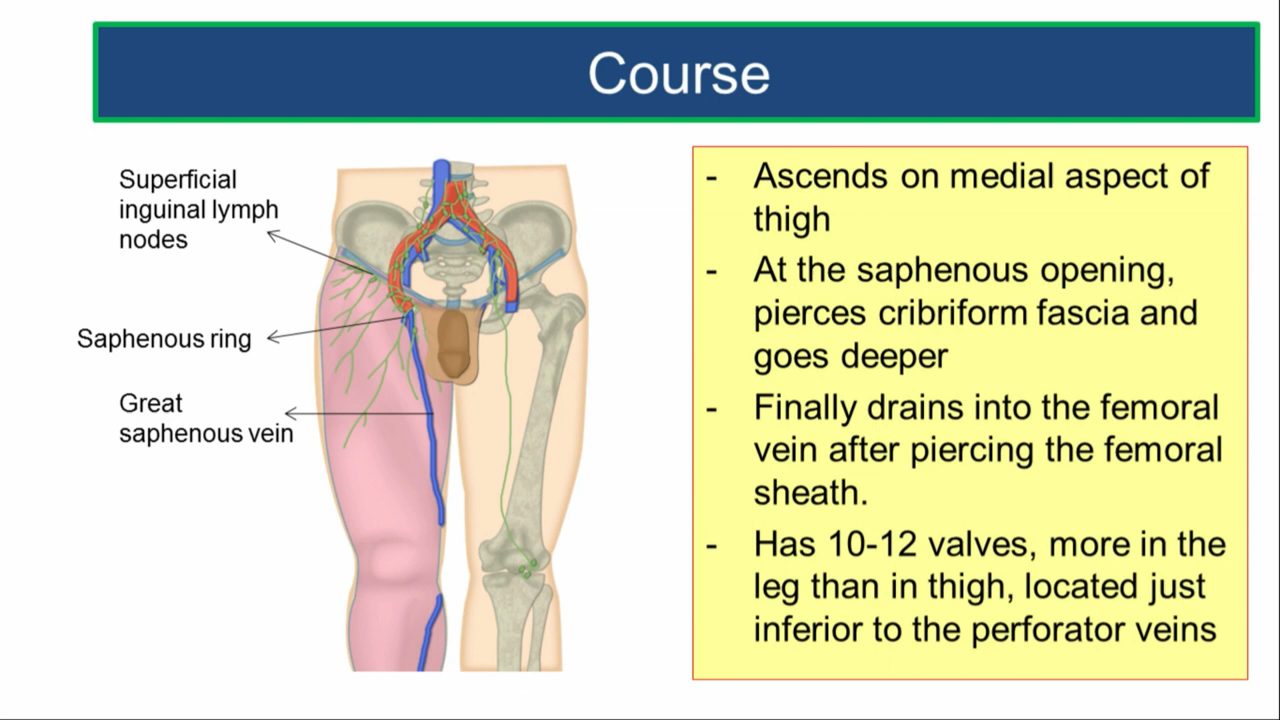 Course
Superficial
inguinal lymph
nodes
Saphenous ring
Great
saphenous vein
- Ascends on medial aspect of
thigh
- At the saphenous opening,
pierces cribriform fascia and
goes deeper
- Finally drains into the femoral
vein after piercing the femoral
sheath.
- Has 10-12 valves, more in the
leg than in thigh, located just
inferior to the perforator veins